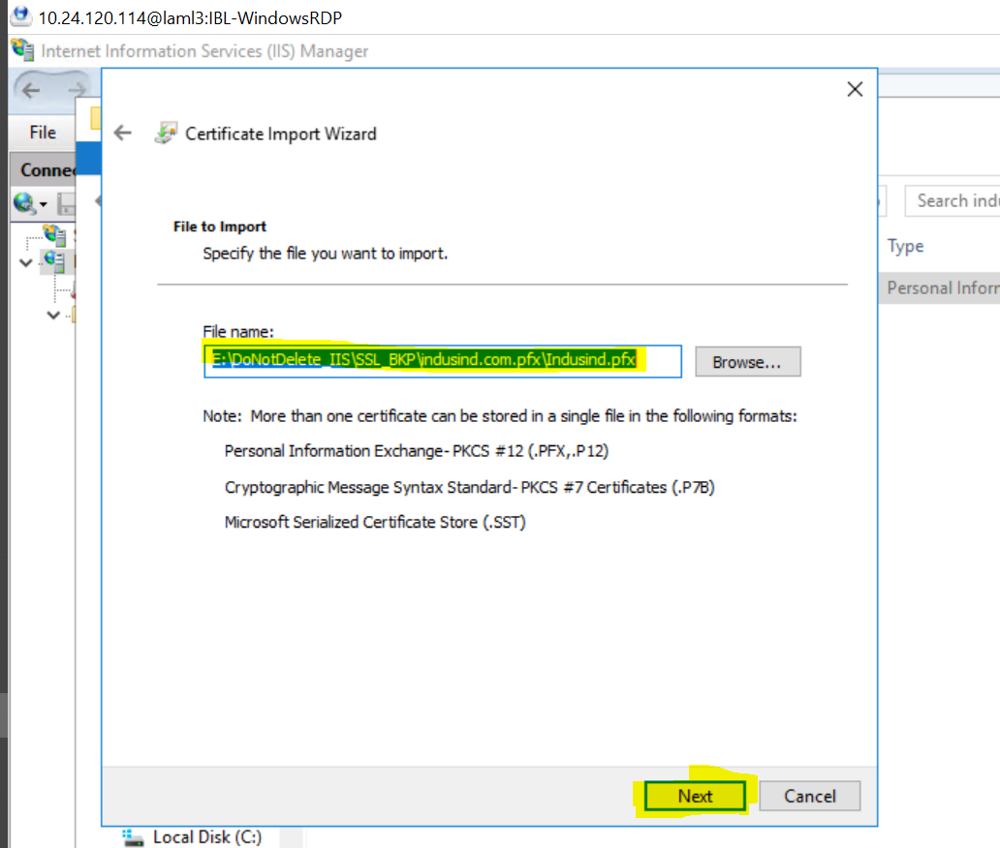 10.24.120.114@laml3:IBL-WindowsRDP
Internet Information Services (IIS) Manager
File
Certificate Import Wizard
Search
Type
Personal
File to Import
Specify the file you want to import.
File name:
E:\DoNotDelete_IIS\SSL_BKP\indusind.com.pfx\Indusind.pfx
Browse...
Note: More than one certificate can be stored in a single file in the following formats:
Personal Information Exchange- PKCS #12 (.PFX,.P12)
Cryptographic Message Syntax Standard- PKCS #7 Certificates (.P7B)
Microsoft Serialized Certificate Store (.SST)
Next
Cancel
Local Disk (C:)